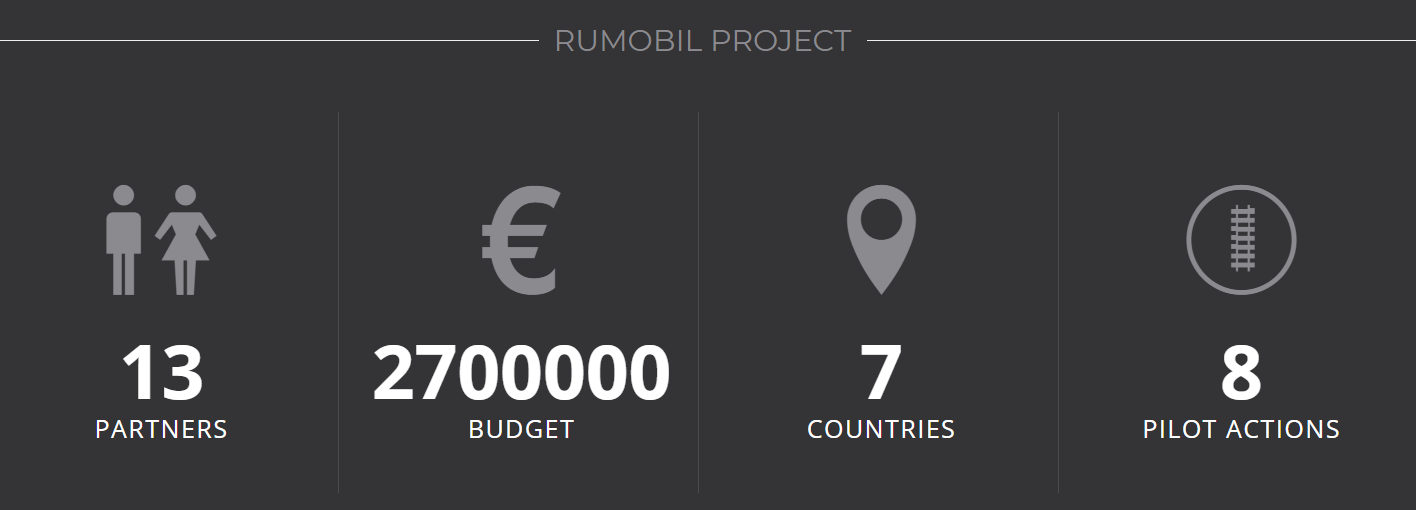 RUMOBIL PROJECT
€
13
PARTNERS
2700000
BUDGET
7
COUNTRIES
8
PILOT ACTIONS